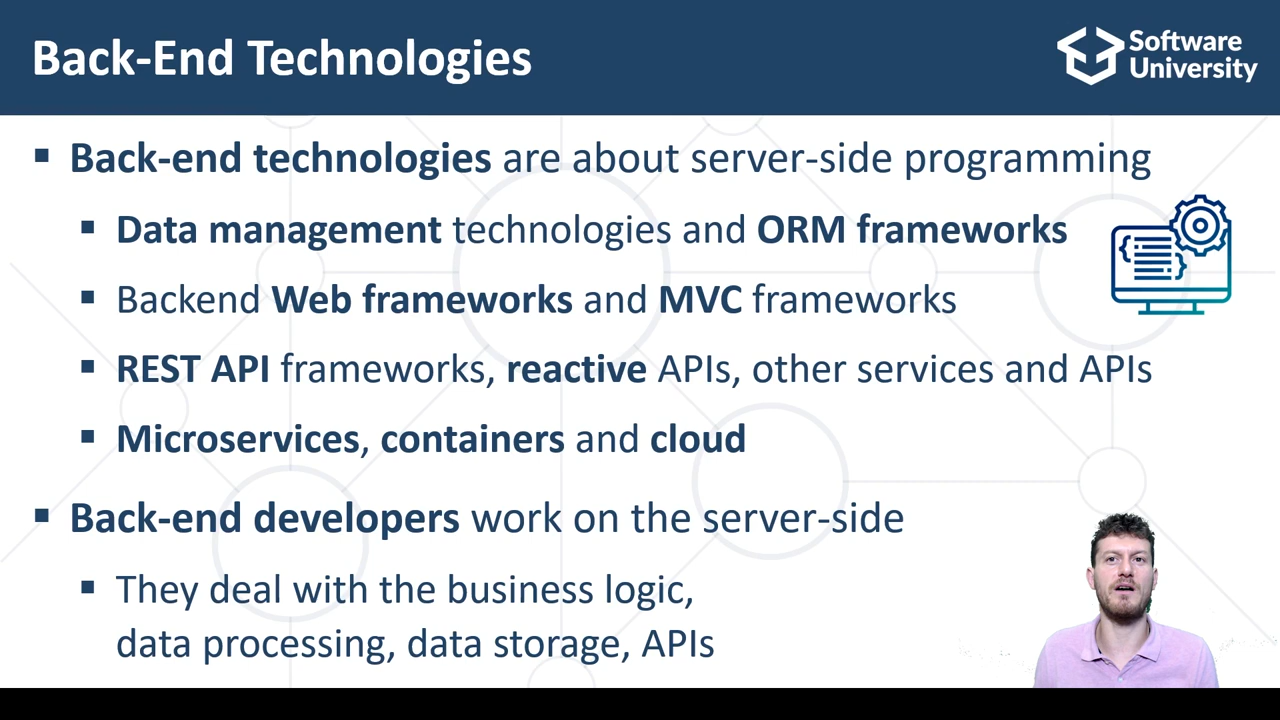 Back-End Technologies
Software
University
▪ Back-end technologies are about server-side programming
▪ Data management technologies and ORM frameworks
▪ Backend Web frameworks and MVC frameworks
▪ REST API frameworks, reactive APIs, other services and APIs
▪ Microservices, containers and cloud
▪ Back-end developers work on the server-side
▪ They deal with the business logic,
data processing, data storage, APIs